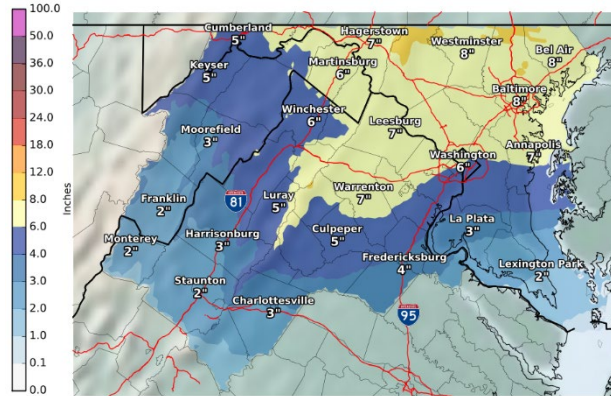 100.0
50.0
36.0
30.0
24.0
18.0
12.0
8.0
6.0
4.0
3.0
2.0
1.0
0.1
0.0
Inches
Cumberland
5"
Hagerstown
7"
Westminster
8"
Bel Air
8"
Keyser
5"
Martinsburg
6"
Baltimore
8"
Winchester
6"
Leesburg
7"
Moorefield
3"
Annapolis
7"
Washington
6"
Franklin
2"
Luray
5"
Warrenton
7"
INTERSTATE
81
La Plata
3"
Monterey
2"
Harrisonburg
3"
Culpeper
5"
Fredericksburg
4"
Lexington Park
2"
Staunton
2"
Charlottesville
3"
INTERSTATE
95